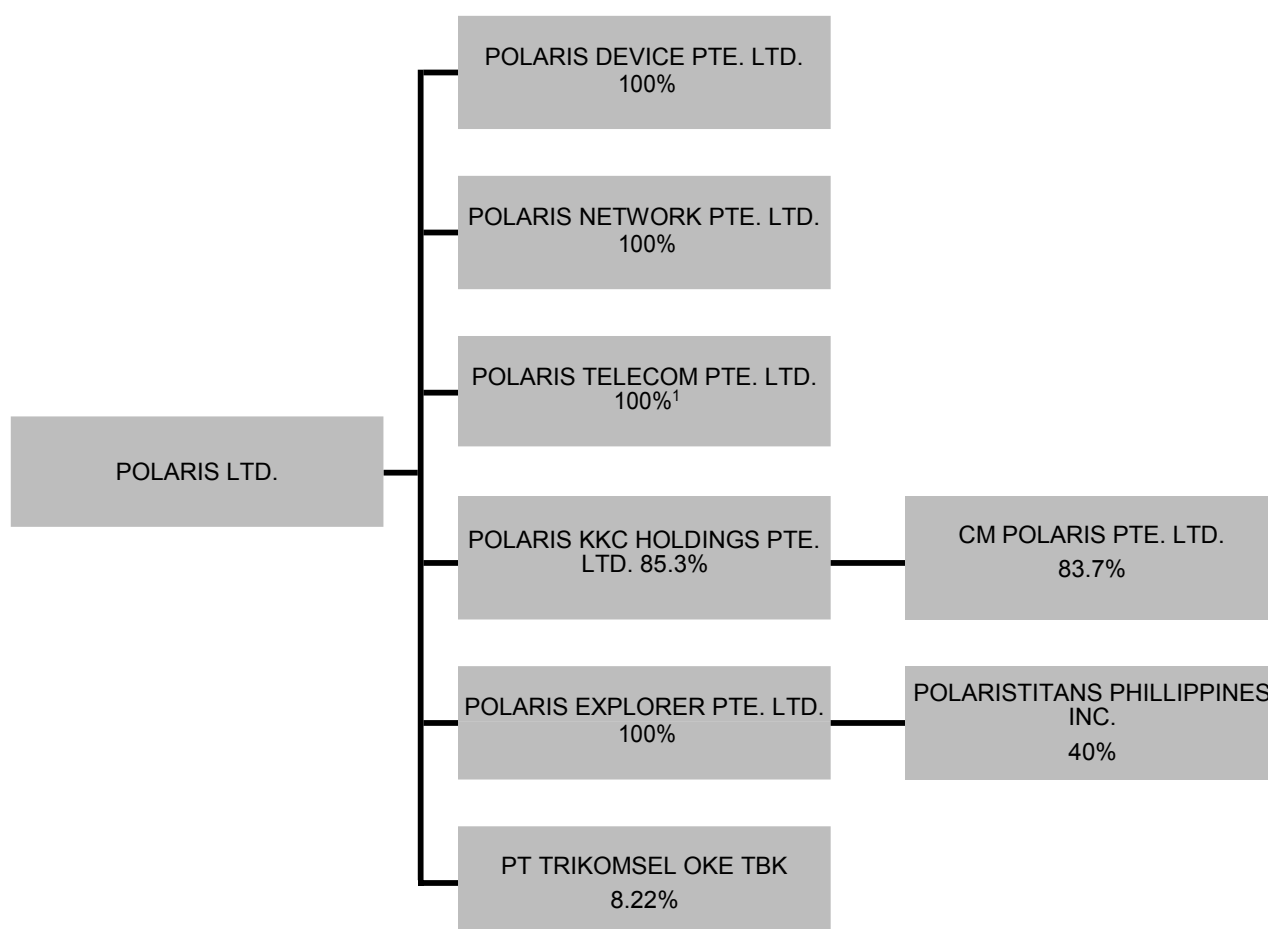 POLARIS DEVICE PTE. LTD.
100%
POLARIS NETWORK PTE. LTD.
100%
POLARIS TELECOM PTE. LTD.
100%¹
POLARIS LTD.
POLARIS KKC HOLDINGS PTE.
LTD. 85.3%
CM POLARIS PTE. LTD.
83.7%
POLARIS EXPLORER PTE. LTD.
100%
POLARISTITANS PHILLIPPINES
INC.
40%
PT TRIKOMSEL OKE TBK
8.22%